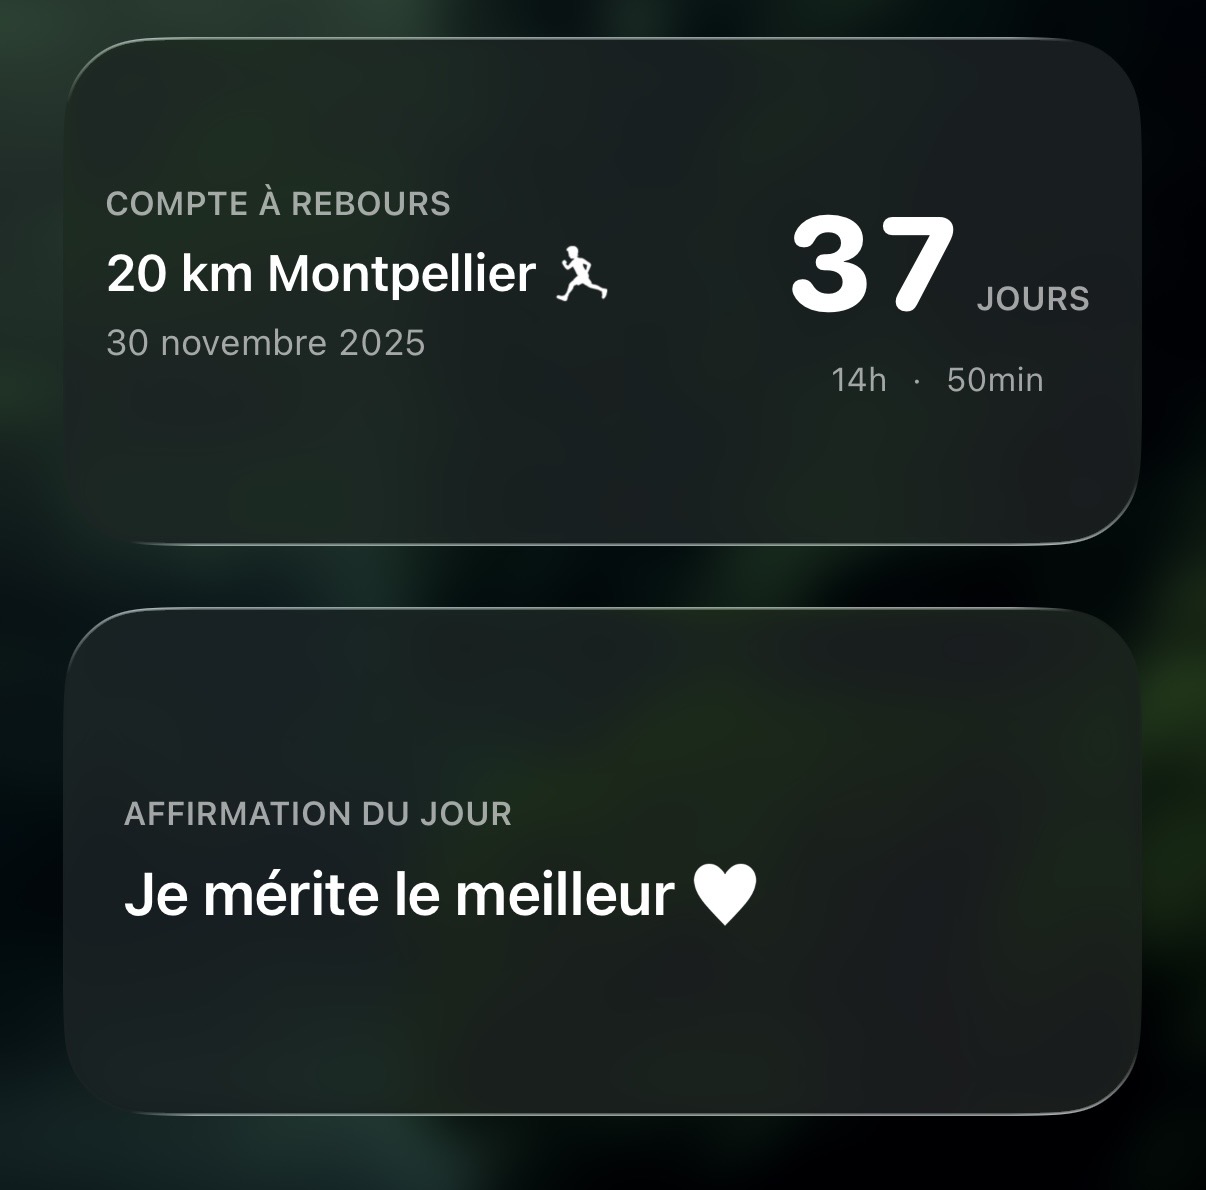 COMPTE À REBOURS
20 km Montpellier 🏃
30 novembre 2025
37 JOURS
14h · 50min
AFFIRMATION DU JOUR
Je mérite le meilleur ♥